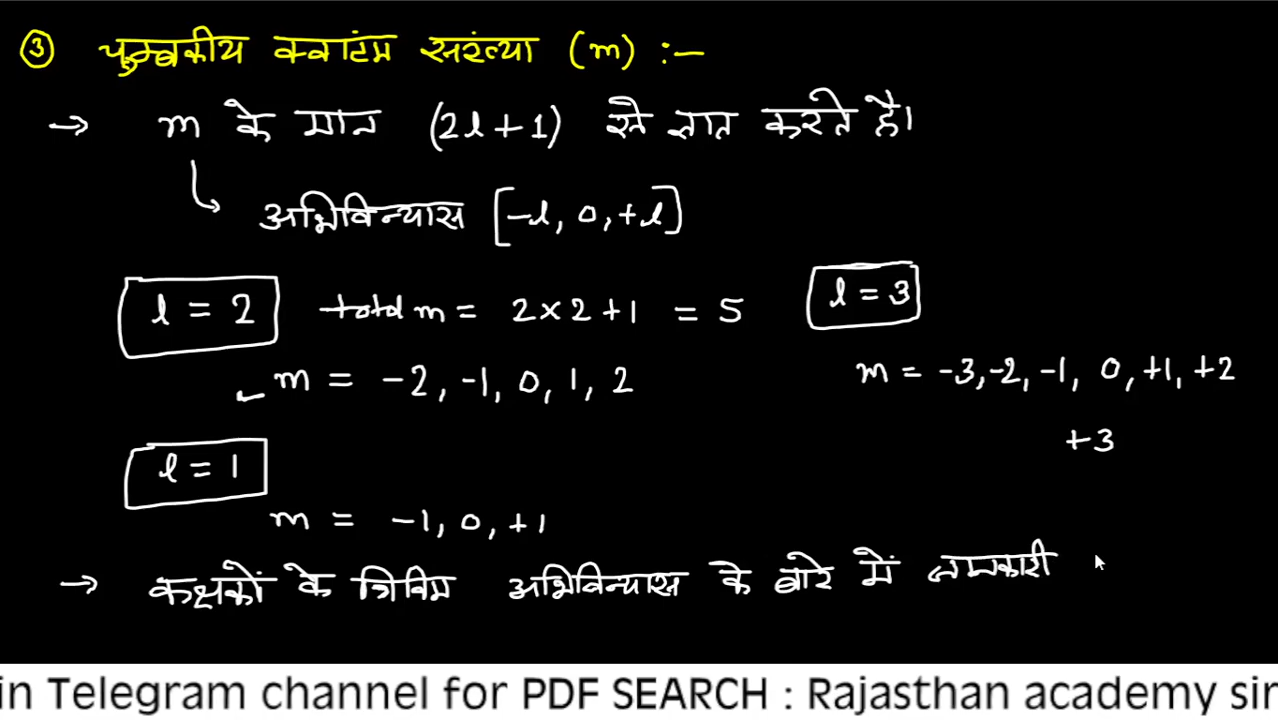 ③ चुम्बकीय क्वाटंम सरंत्या (m) :-
→ m के मान (2l+1) से ज्ञात करते है।
अभिविन्यास [-l, 0, +l]
l = 2 total m = 2×2+1 = 5
m = -2, -1, 0, 1, 2
l = 3
m = -3, -2, -1, 0, +1, +2
+3
l = 1
m = -1, 0, +1
→ कक्षकों के त्रिविम अभिविन्यास के बारे में जानकारी
in Telegram channel for PDF SEARCH : Rajasthan academy sir